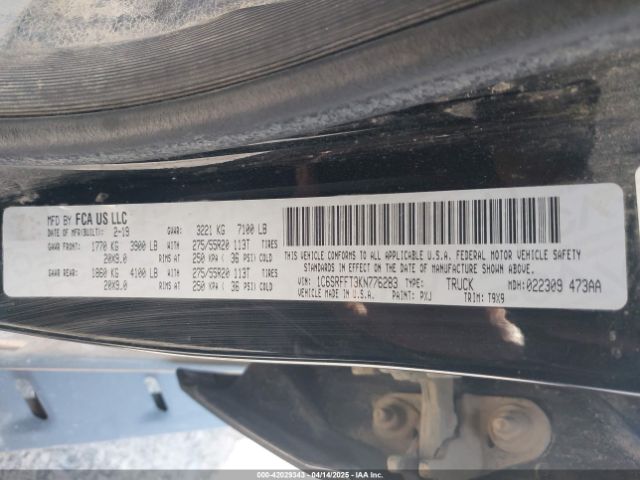 MFD BY FCA US LLC
DATE OF MFR(BUILT): 2-19 GVWR: 3221 KG 7100 LB
GAWR FRONT: 1770 KG 3900 LB WITH 275/55R20 113T TIRES
20X9.0 RIMS AT 250 KPA ( 36 PSI) COLD
GAWR REAR: 1860 KG 4100 LB WITH 275/55R20 113T TIRES
20X9.0 RIMS AT 250 KPA ( 36 PSI) COLD
THIS VEHICLE CONFORMS TO ALL APPLICABLE U.S.A. FEDERAL MOTOR VEHICLE SAFETY
STANDARDS IN EFFECT ON THE DATE OF MANUFACTURE SHOWN ABOVE.
VIN: 1C6SRFFT3KN776283 TYPE: TRUCK MDH: 022309 473AA
VEHICLE MADE IN U.S.A. PAINT: PXJ TRIM: T9X9
000-42029343 - 04/14/2025 - IAA Inc.